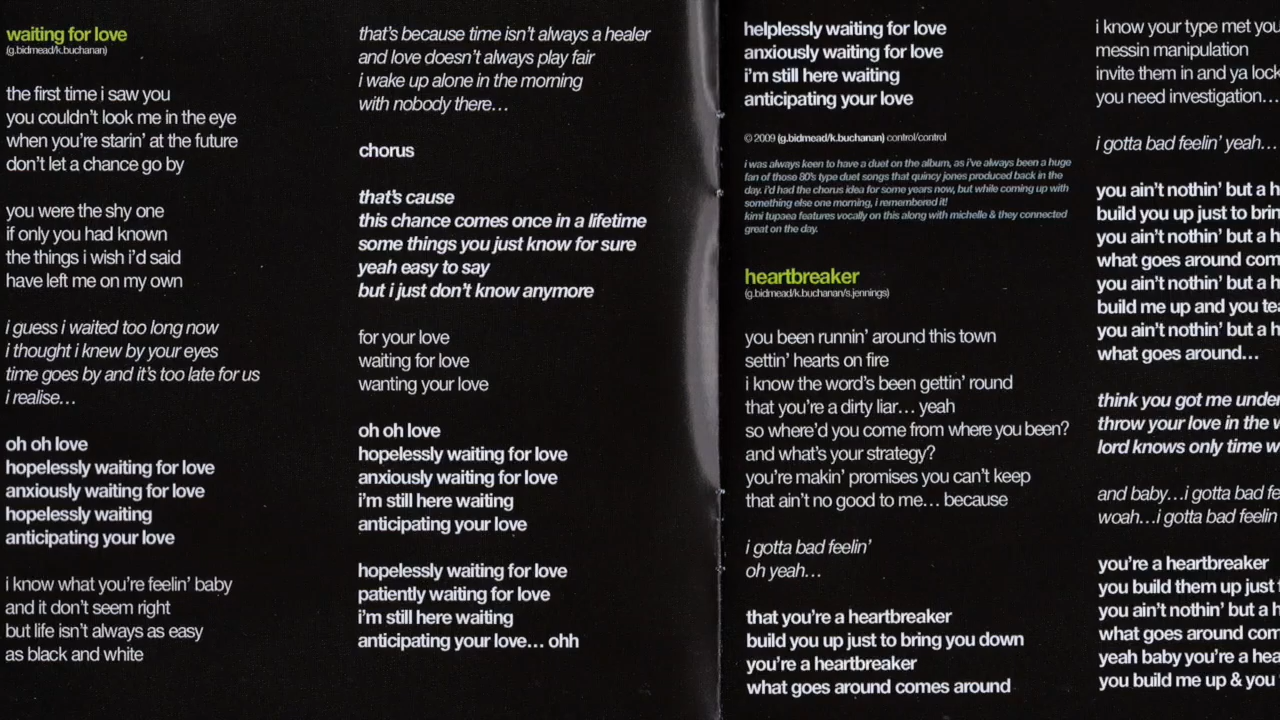 waiting for love
(g.bidmead/k.buchanan)
the first time i saw you
you couldn't look me in the eye
when you're starin' at the future
don't let a chance go by
you were the shy one
if only you had known
the things i wish i'd said
have left me on my own
i guess i waited too long now
i thought i knew by your eyes
time goes by and it's too late for us
i realise...
oh oh love
hopelessly waiting for love
anxiously waiting for love
hopelessly waiting
anticipating your love
i know what you're feelin' baby
and it don't seem right
but life isn't always as easy
as black and white
that's because time isn't always a healer
and love doesn't always play fair
i wake up alone in the morning
with nobody there...
chorus
that's cause
this chance comes once in a lifetime
some things you just know for sure
yeah easy to say
but i just don't know anymore
for your love
waiting for love
wanting your love
oh oh love
hopelessly waiting for love
anxiously waiting for love
i'm still here waiting
anticipating your love
hopelessly waiting for love
patiently waiting for love
i'm still here waiting
anticipating your love... ohh
helplessly waiting for love
anxiously waiting for love
i'm still here waiting
anticipating your love
© 2009 (g.bidmead/k.buchanan) control/control
i was always keen to have a duet on the album, as i've always been a huge
fan of those 80's type duet songs that quincy jones produced back in the
day. i'd had the chorus idea for some years now, but while coming up with
something else one morning, i remembered it!
kimi tupaea features vocally on this along with michelle & they connected
great on the day.
heartbreaker
(g.bidmead/k.buchanan/s.jennings)
you been runnin' around this town
settin' hearts on fire
i know the word's been gettin' round
that you're a dirty liar... yeah
so where'd you come from where you been?
and what's your strategy?
you're makin' promises you can't keep
that ain't no good to me... because
i gotta bad feelin'
oh yeah...
that you're a heartbreaker
build you up just to bring you down
you're a heartbreaker
what goes around comes around
i know your type met you
messin manipulation
invite them in and ya lock
you need investigation...
i gotta bad feelin' yeah...
you ain't nothin' but a h
build you up just to brin
you ain't nothin' but a h
what goes around com
you ain't nothin' but a h
build me up and you tea
you ain't nothin' but a h
what goes around...
think you got me under
throw your love in the w
lord knows only time w
and baby...i gotta bad fe
woah...i gotta bad feelin
you're a heartbreaker
you build them up just t
you ain't nothin' but a h
what goes around com
yeah baby you're a hea
you build me up & you